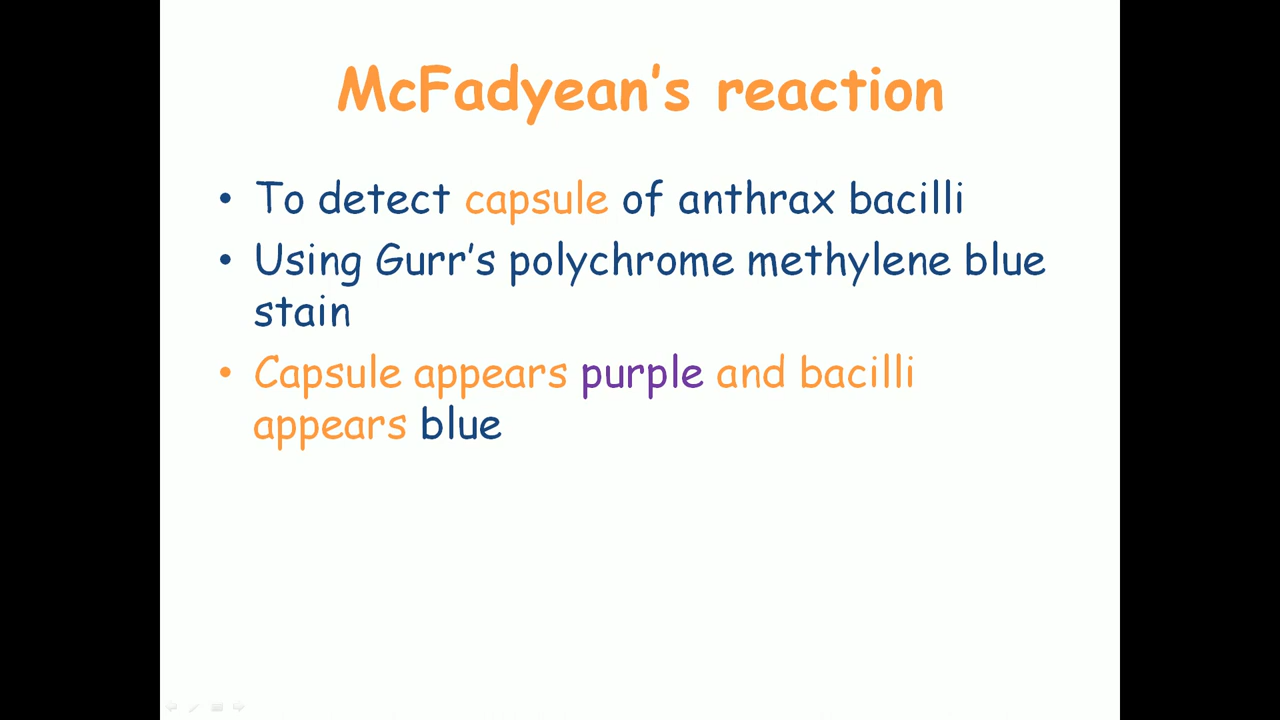 McFadyean's reaction
• To detect capsule of anthrax bacilli
• Using Gurr's polychrome methylene blue
stain
• Capsule appears purple and bacilli
appears blue